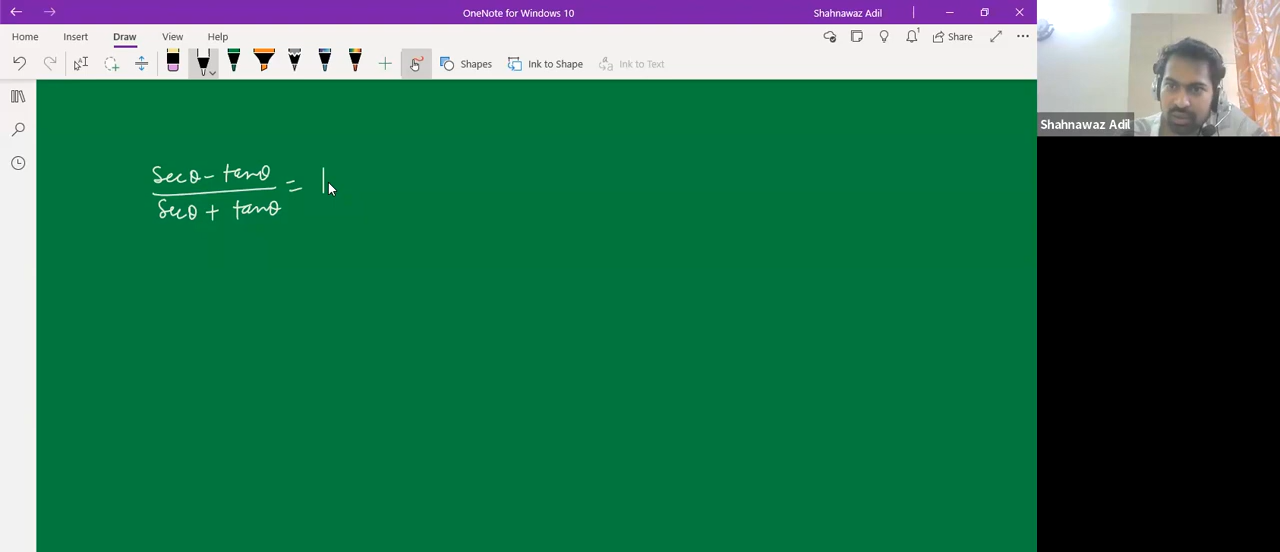 OneNote for Windows 10
Shahnawaz Adil
Home Insert Draw View Help
Share
Shapes
Ink to Shape
Ink to Text
Shahnawaz Adil
secθ - tanθ
secθ + tanθ
= 1